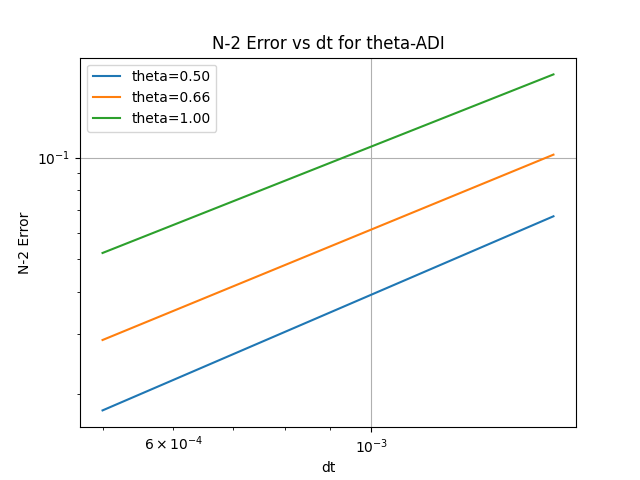 N-2 Error vs dt for theta-ADI
theta=0.50
theta=0.66
theta=1.00
10⁻¹
N-2 Error
6 × 10⁻⁴
10⁻³
dt